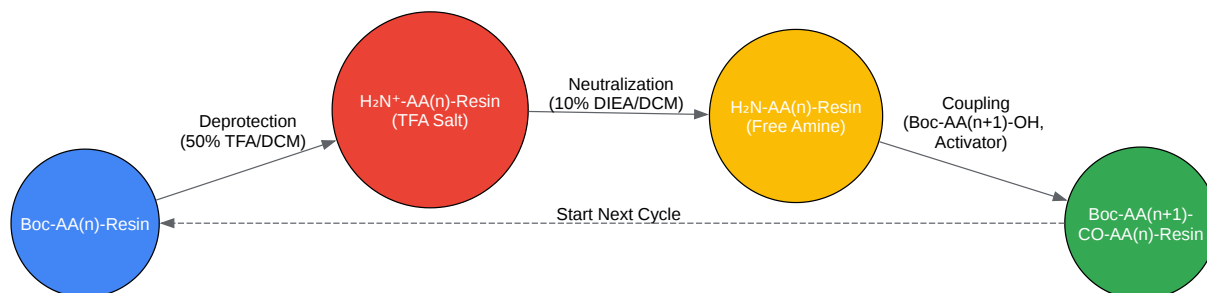 Boc-AA(n)-Resin
Deprotection
(50% TFA/DCM)
H₂N⁺-AA(n)-Resin
(TFA Salt)
Neutralization
(10% DIEA/DCM)
H₂N-AA(n)-Resin
(Free Amine)
Coupling
(Boc-AA(n+1)-OH,
Activator)
Boc-AA(n+1)-
CO-AA(n)-Resin
Start Next Cycle